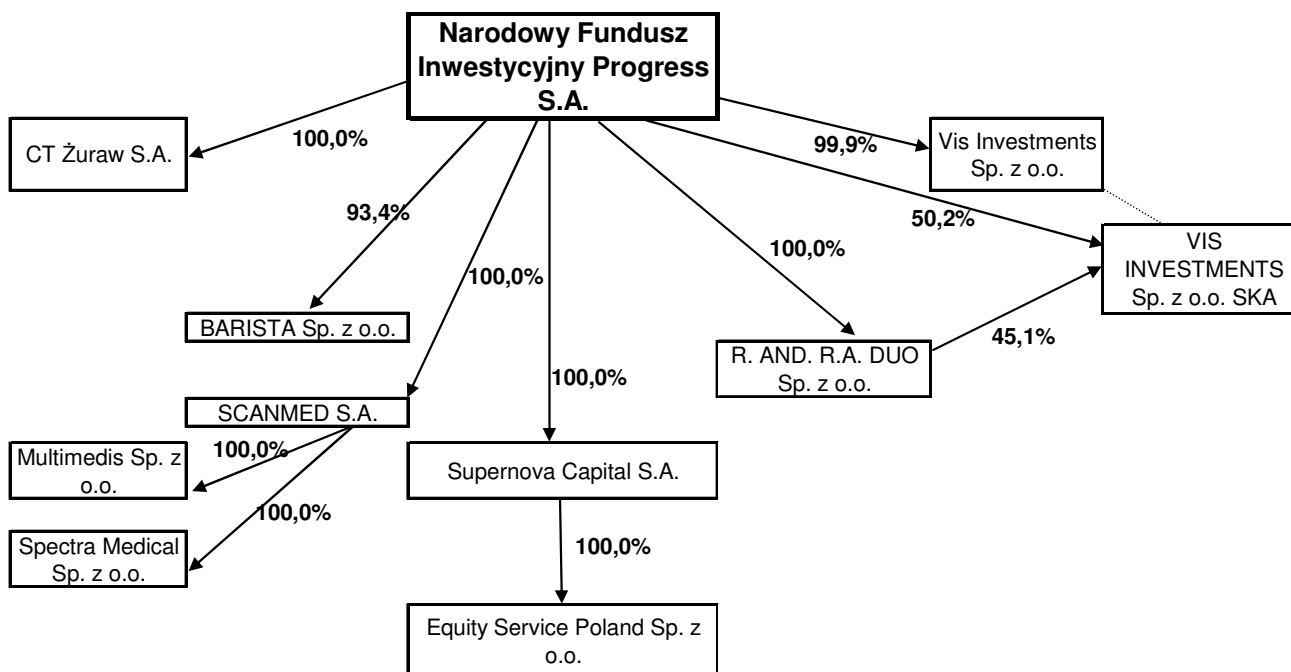 Narodowy Fundusz
Inwestycyjny Progress
S.A.
CT Żuraw S.A.
100,0%
99,9%
Vis Investments
Sp. z o.o.
93,4%
50,2%
VIS
INVESTMENTS
Sp. z o.o. SKA
100,0%
100,0%
BARISTA Sp. z o.o.
R. AND. R.A. DUO
Sp. z o.o.
45,1%
100,0%
SCANMED S.A.
Multimedis Sp. z
o.o.
100,0%
Supernova Capital S.A.
Spectra Medical
Sp. z o.o.
100,0%
100,0%
Equity Service Poland Sp. z
o.o.